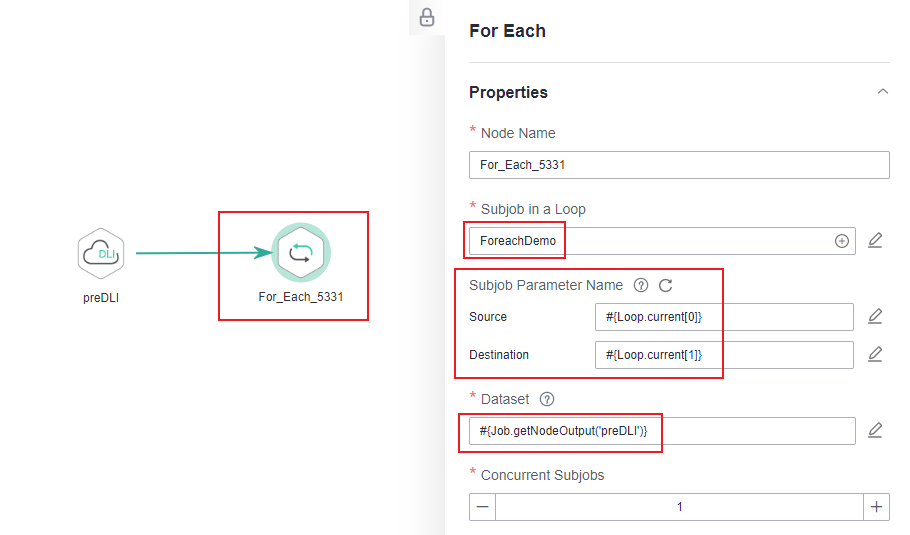 DLI
preDLI
For_Each_5331
For Each
Properties
* Node Name
For_Each_5331
* Subjob in a Loop
ForeachDemo
Subjob Parameter Name ?
Source #{Loop.current[0]}
Destination #{Loop.current[1]}
* Dataset ?
#{Job.getNodeOutput('preDLI')}
* Concurrent Subjobs
— 1 +